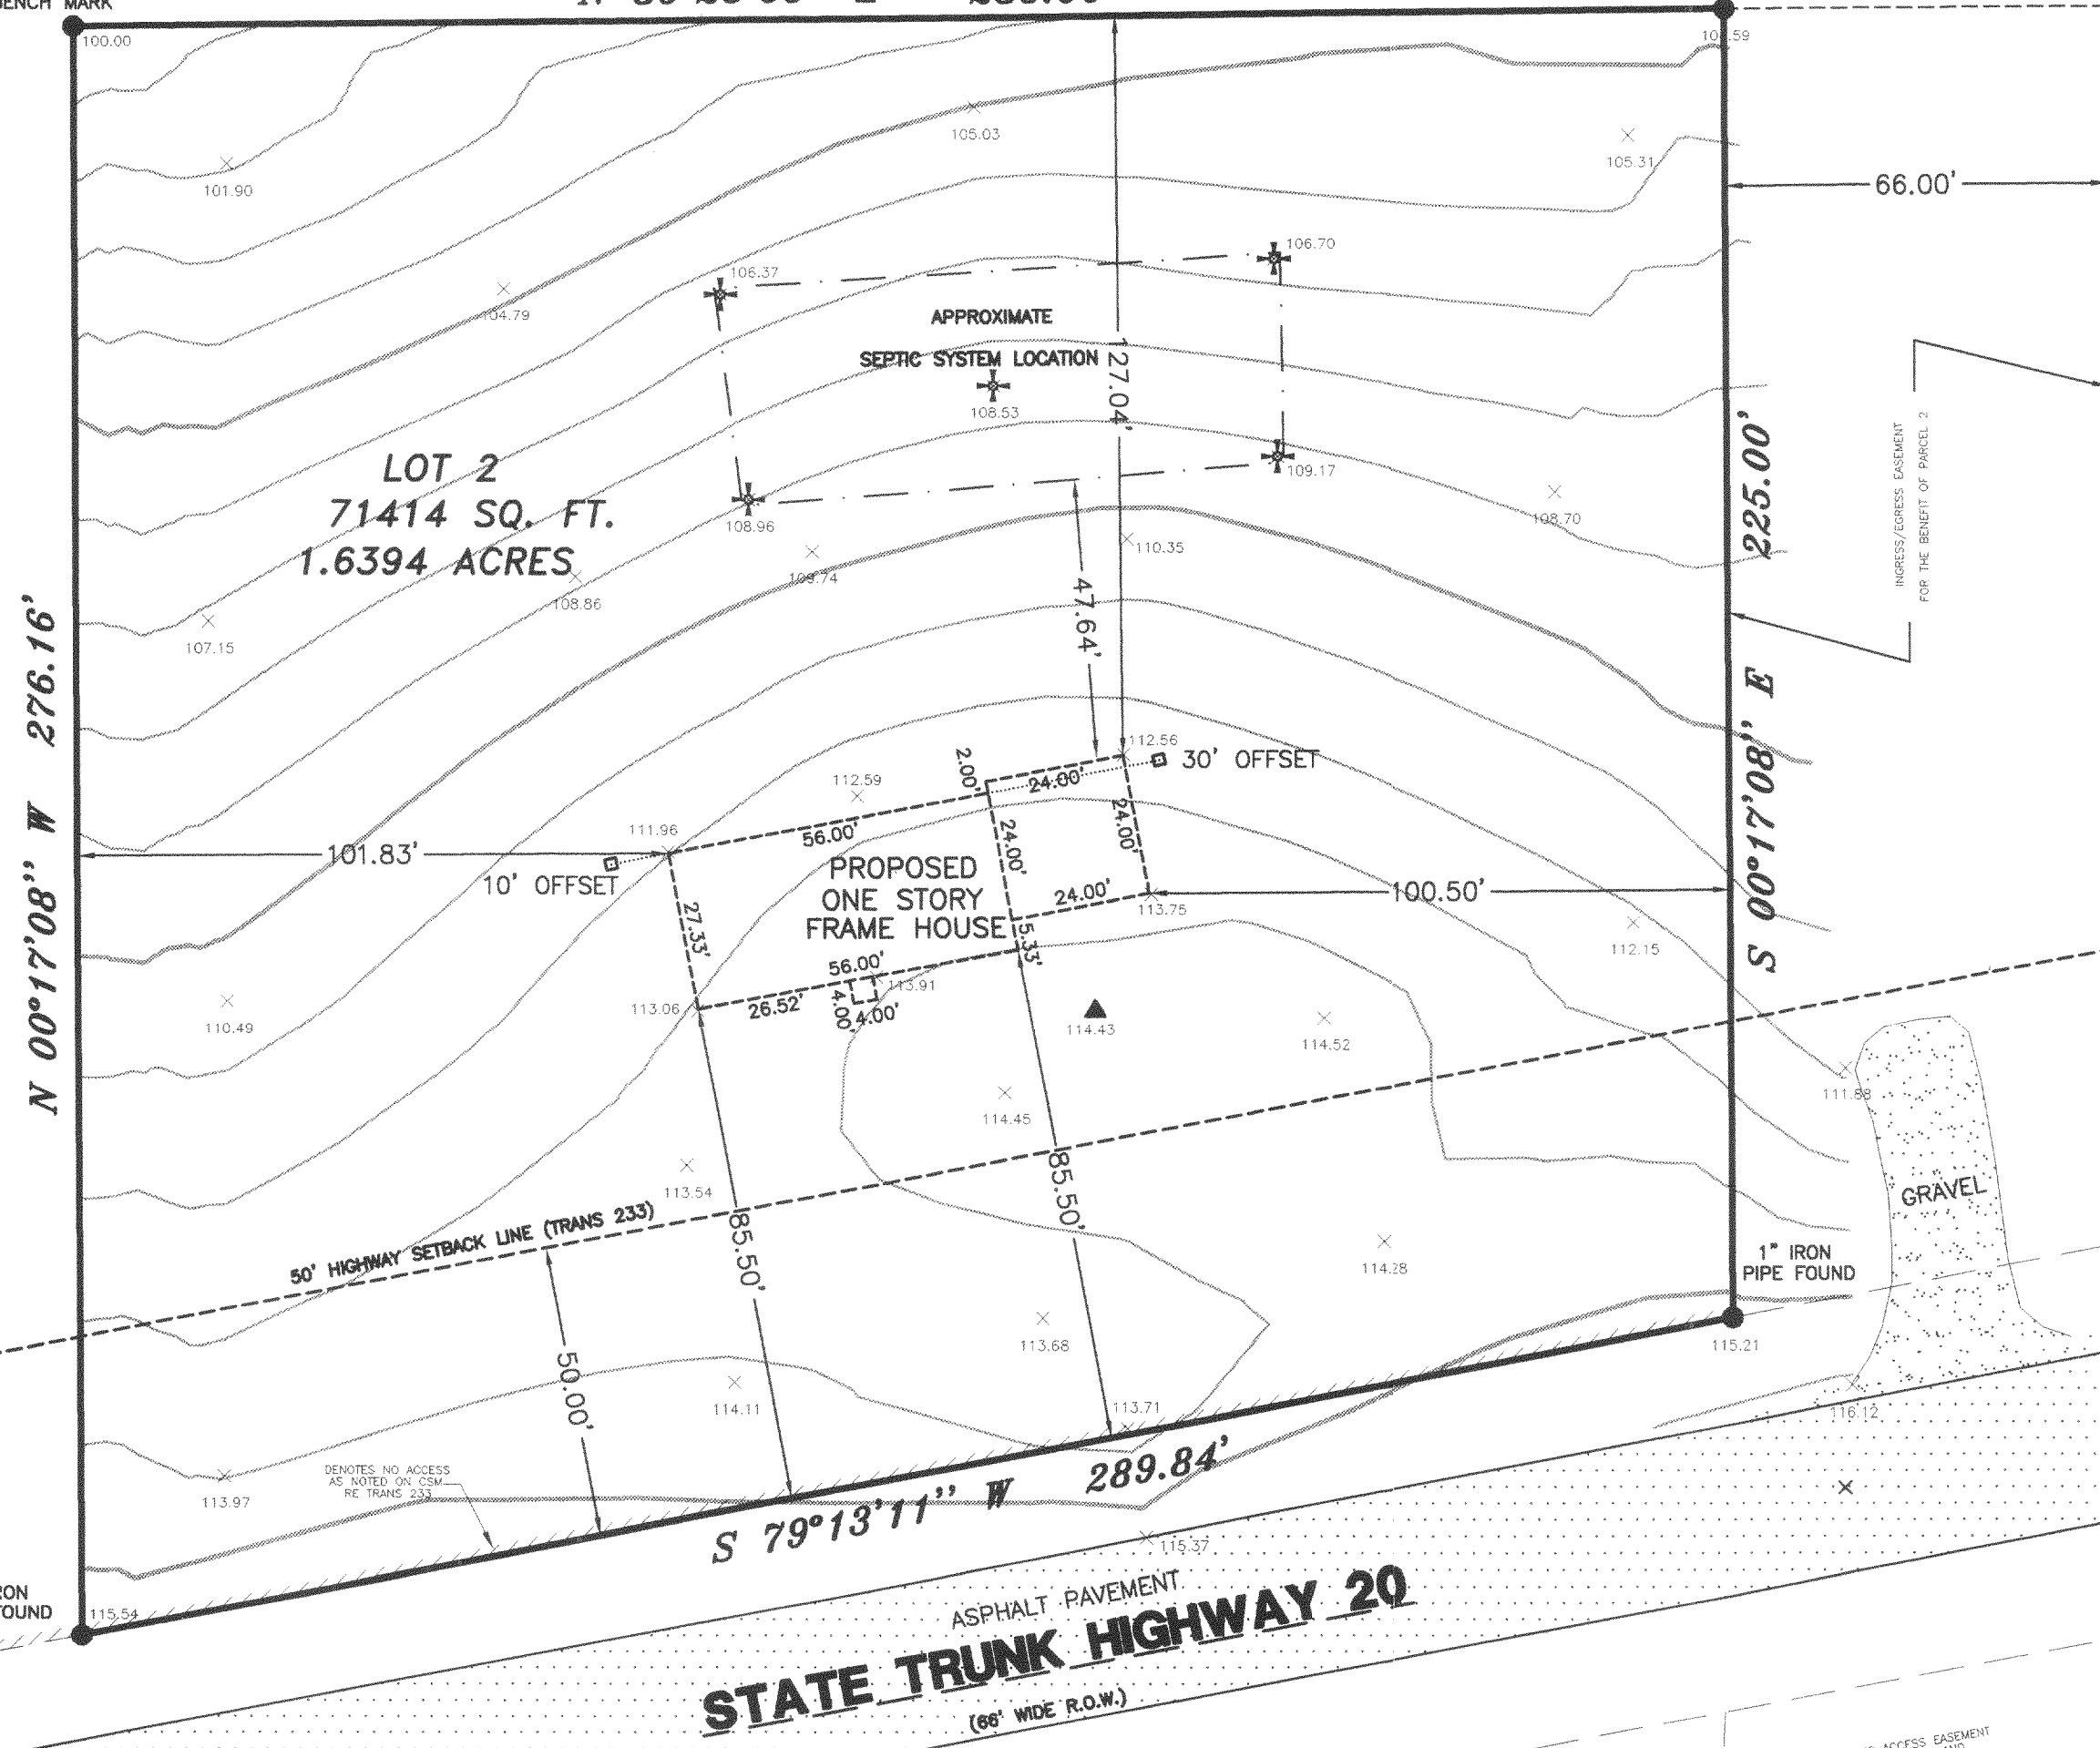 BENCH MARK
100.00
105.03
105.31
101.90
66.00'
106.70
106.37
104.79
APPROXIMATE
SEPTIC SYSTEM LOCATION
127.04'
108.53
109.17
108.96
108.70
LOT 2
71414 SQ. FT.
1.6394 ACRES
225.00'
INGRESS/EGRESS EASEMENT
FOR THE BENEFIT OF PARCEL 2
110.35
109.74
108.86
107.15
47.64'
N 00°17'08" W 276.16'
S 00°17'08" E
112.56
30' OFFSET
2.00'
24.00'
112.59
111.96
56.00'
24.00'
24.00'
101.83'
10' OFFSET
PROPOSED
ONE STORY
FRAME HOUSE
24.00'
100.50'
113.75
27.33'
5.33'
112.15
56.00'
113.91
113.06
26.52'
4.00'
4.00'
110.49
114.43
114.52
111.88
114.45
113.54
85.50'
85.50'
50' HIGHWAY SETBACK LINE (TRANS 233)
GRAVEL
114.28
1" IRON
PIPE FOUND
113.68
115.21
50.00'
114.11
113.71
116.12
DENOTES NO ACCESS
AS NOTED ON CSM
RE TRANS 233
113.97
S 79°13'11" W 289.84'
115.37
115.54
ASPHALT PAVEMENT
STATE TRUNK HIGHWAY 20
(66' WIDE R.O.W.)
ACCESS EASEMENT